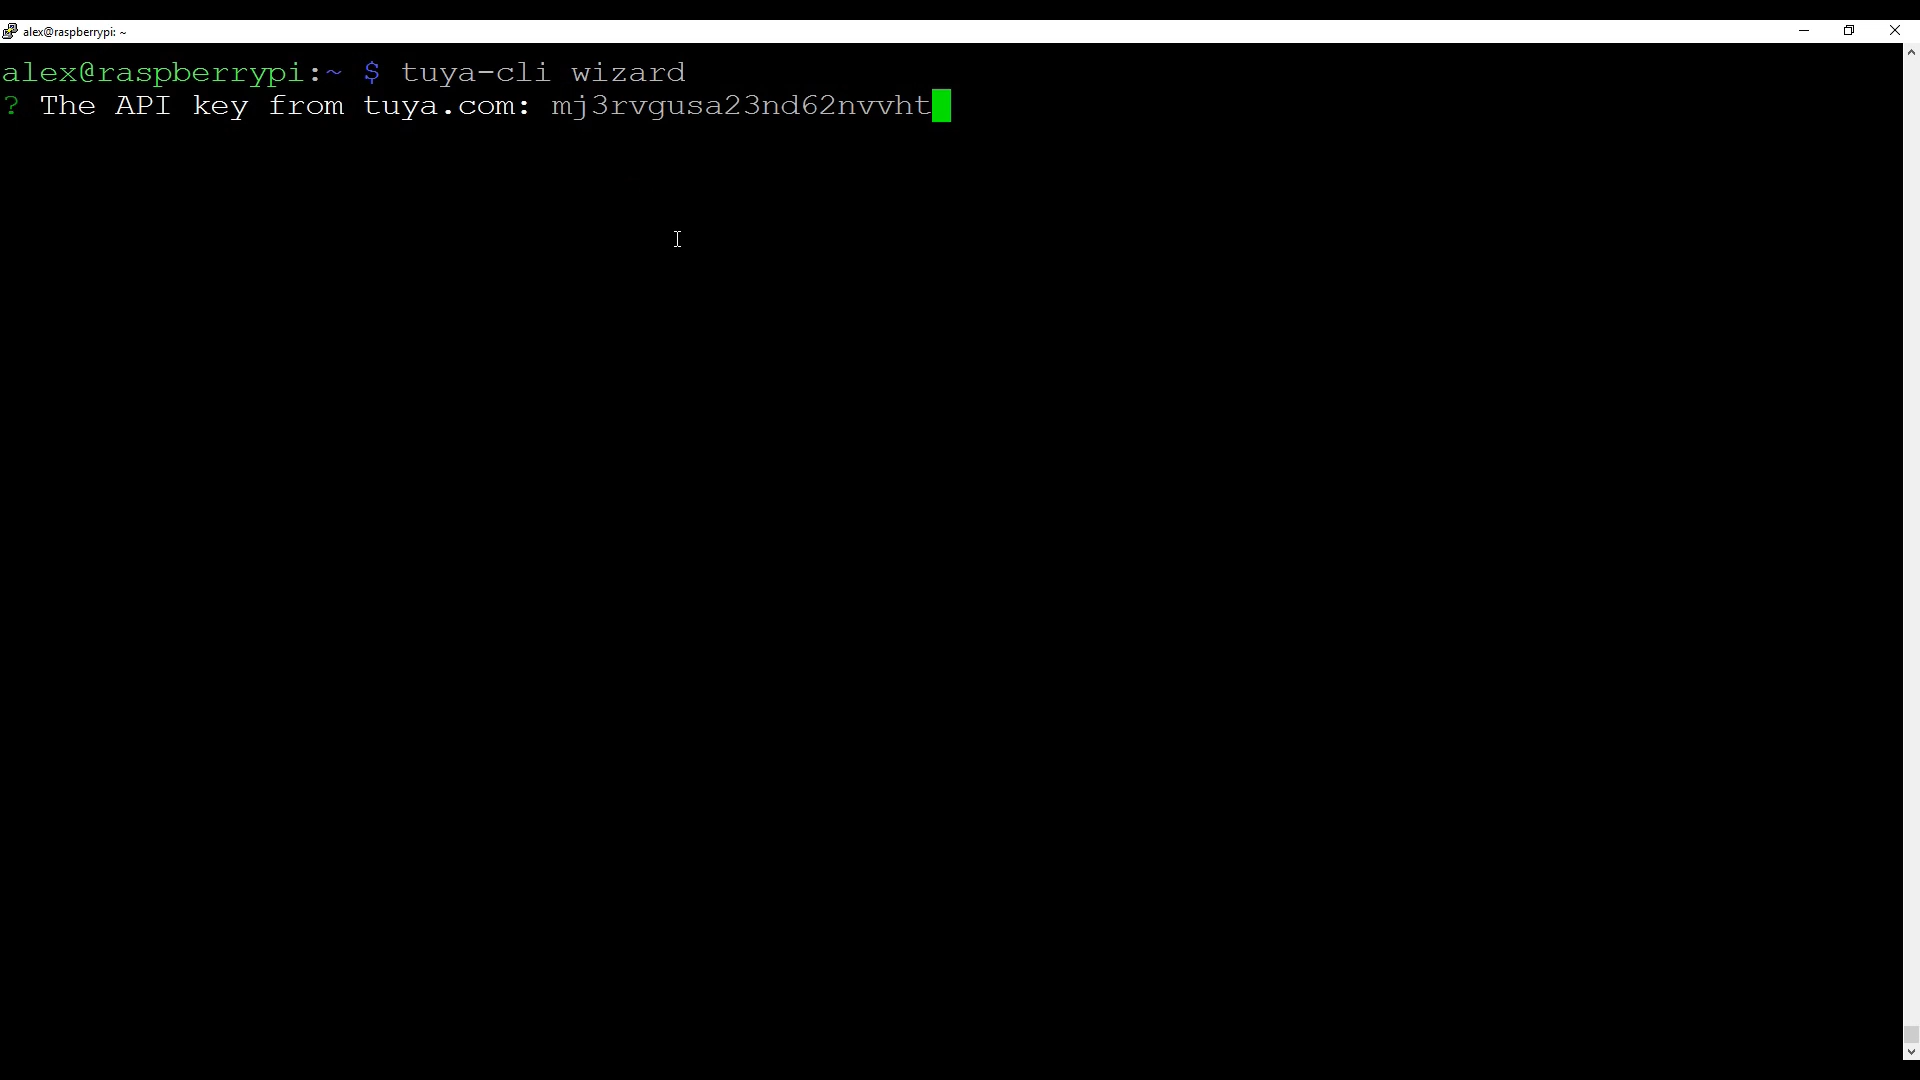 alex@raspberrypi: ~
alex@raspberrypi:~ $ tuya-cli wizard
? The API key from tuya.com: mj3rvgusa23nd62nvvht